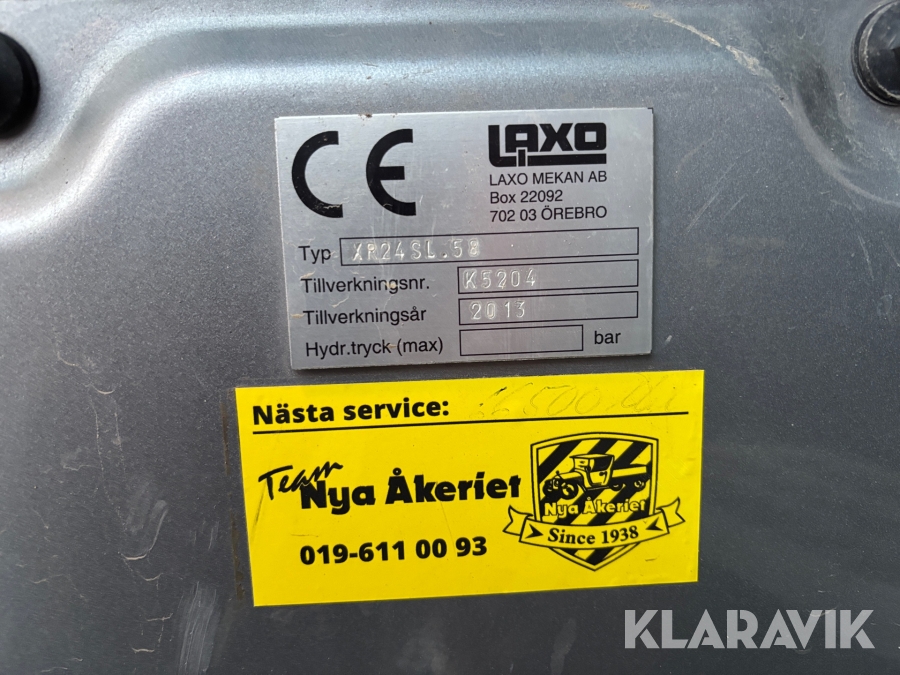 CE
LAXO
LAXO MEKAN AB
Box 22092
702 03 ÖREBRO
Typ XR24SL.58
Tillverkningsnr. K5204
Tillverkningsår 2013
Hydr.tryck (max) bar
Nästa service:
Team
Nya Åkeriet
019-611 00 93
Nya Åkeriet
Since 1938
KLARAVIK